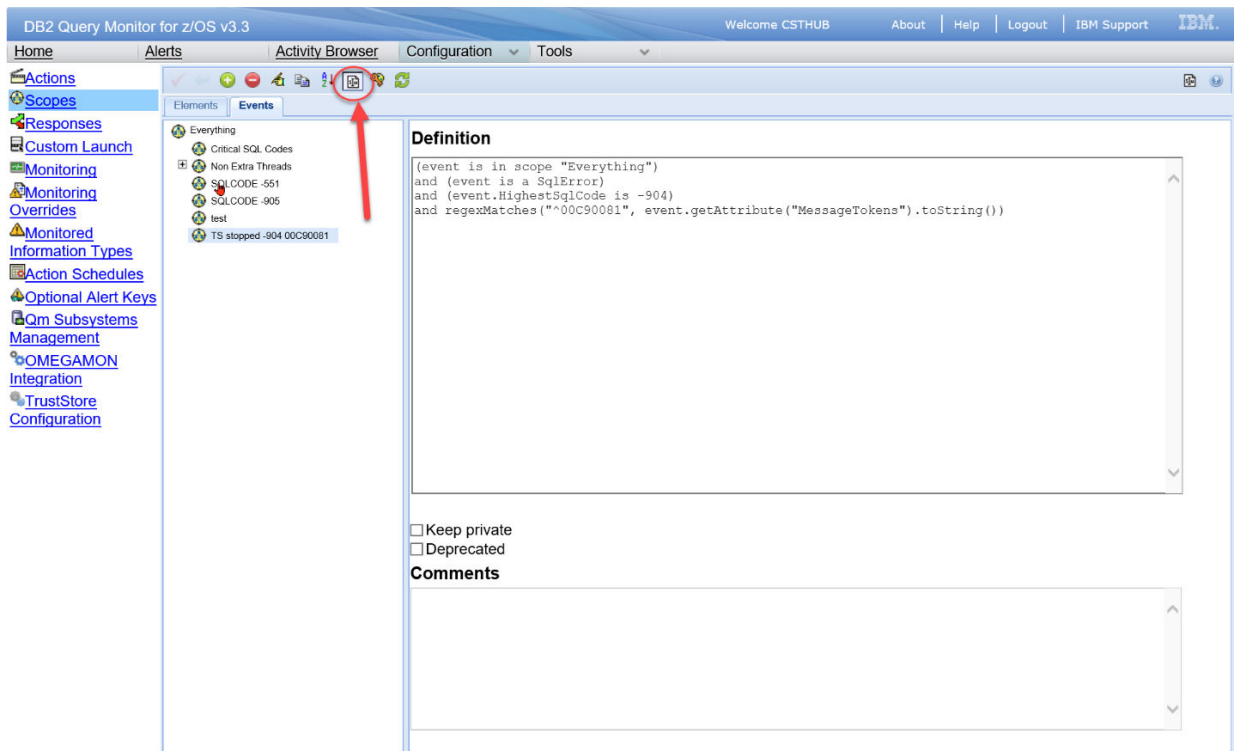 DB2 Query Monitor for z/OS v3.3
Welcome CSTHUB
About
Help
Logout
IBM Support
IBM.
Home
Alerts
Activity Browser
Configuration
Tools
Actions
Scopes
Responses
Custom Launch
Monitoring
Monitoring
Overrides
Monitored
Information Types
Action Schedules
Optional Alert Keys
Qm Subsystems
Management
OMEGAMON
Integration
TrustStore
Configuration
Elements
Events
Everything
Critical SQL Codes
Non Extra Threads
SQLCODE -551
SQLCODE -905
test
TS stopped -904 00C90081
Definition
(event is in scope "Everything")
and (event is a SqlError)
and (event.HighestSqlCode is -904)
and regexMatches("^00C90081", event.getAttribute("MessageTokens").toString())
Keep private
Deprecated
Comments